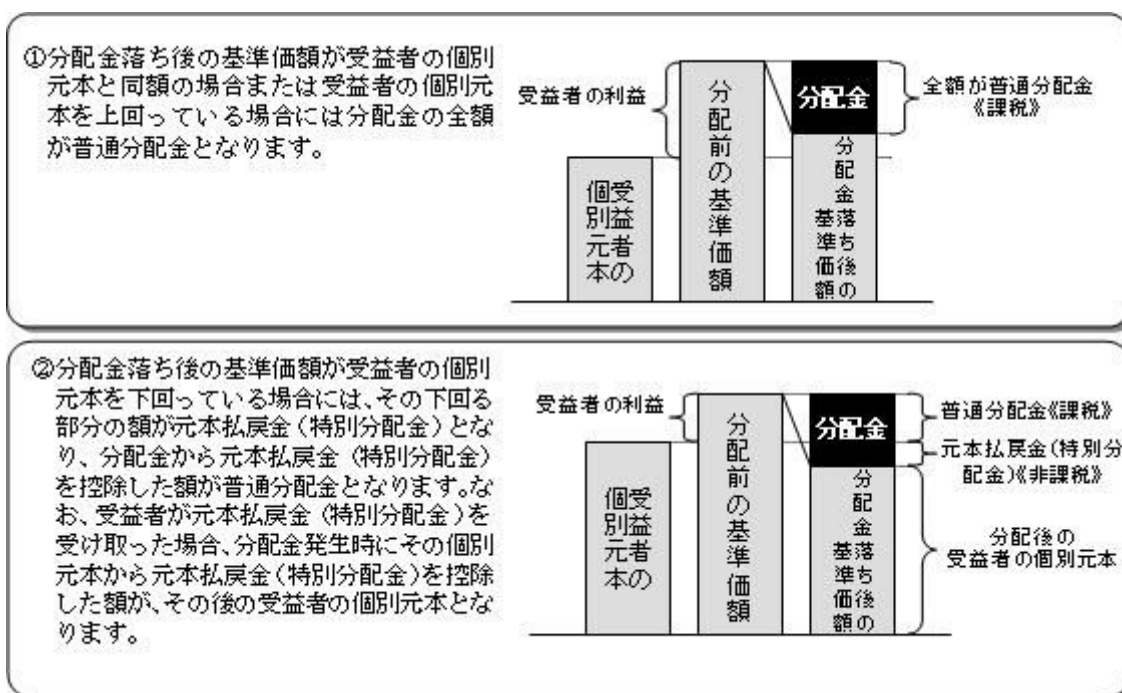 ①分配金落ち後の基準価額が受益者の個別
元本と同額の場合または受益者の個別元
本を上回っている場合には分配金の全額
が普通分配金となります。
受益者の利益
受益者の
個別元本
分配前の基準価額
分配金
分配金落ち後の
基準価額
全額が普通分配金
《課税》
②分配金落ち後の基準価額が受益者の個別
元本を下回っている場合には、その下回る
部分の額が元本払戻金(特別分配金)とな
り、分配金から元本払戻金(特別分配金)
を控除した額が普通分配金となります。な
お、受益者が元本払戻金(特別分配金)を
受け取った場合、分配金発生時にその個別
元本から元本払戻金(特別分配金)を控除
した額が、その後の受益者の個別元本とな
ります。
受益者の利益
受益者の
個別元本
分配前の基準価額
分配金
分配金落ち後の
基準価額
普通分配金《課税》
元本払戻金(特別分
配金)《非課税》
分配後の
受益者の個別元本